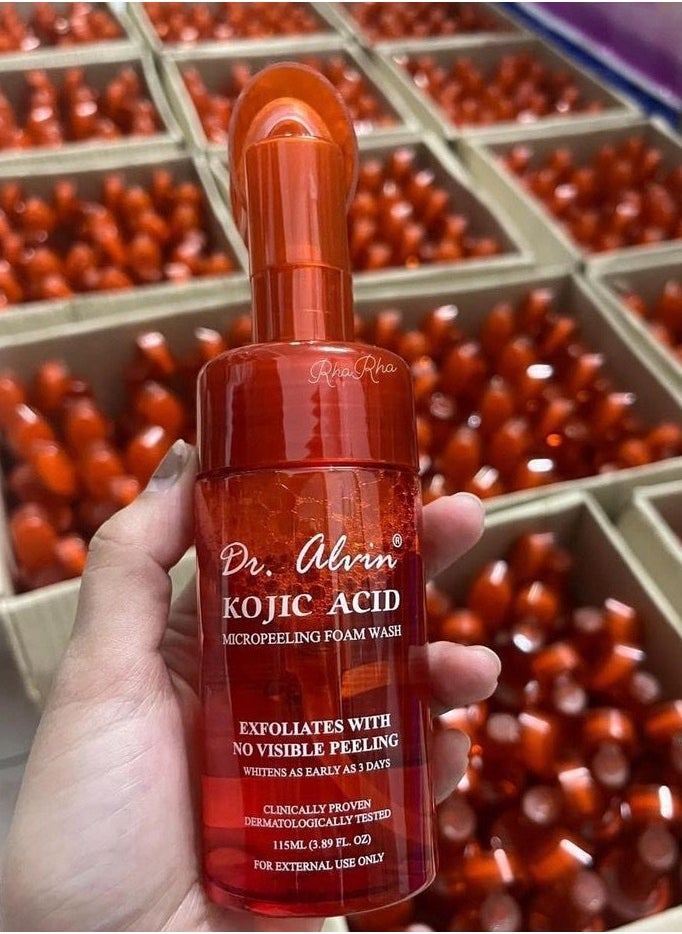 RhaRha
Dr. Alvin®
KOJIC ACID
MICROPEELING FOAM WASH
EXFOLIATES WITH
NO VISIBLE PEELING
WHITENS AS EARLY AS 3 DAYS
CLINICALLY PROVEN
DERMATOLOGICALLY TESTED
115ML (3.89 FL. OZ)
FOR EXTERNAL USE ONLY